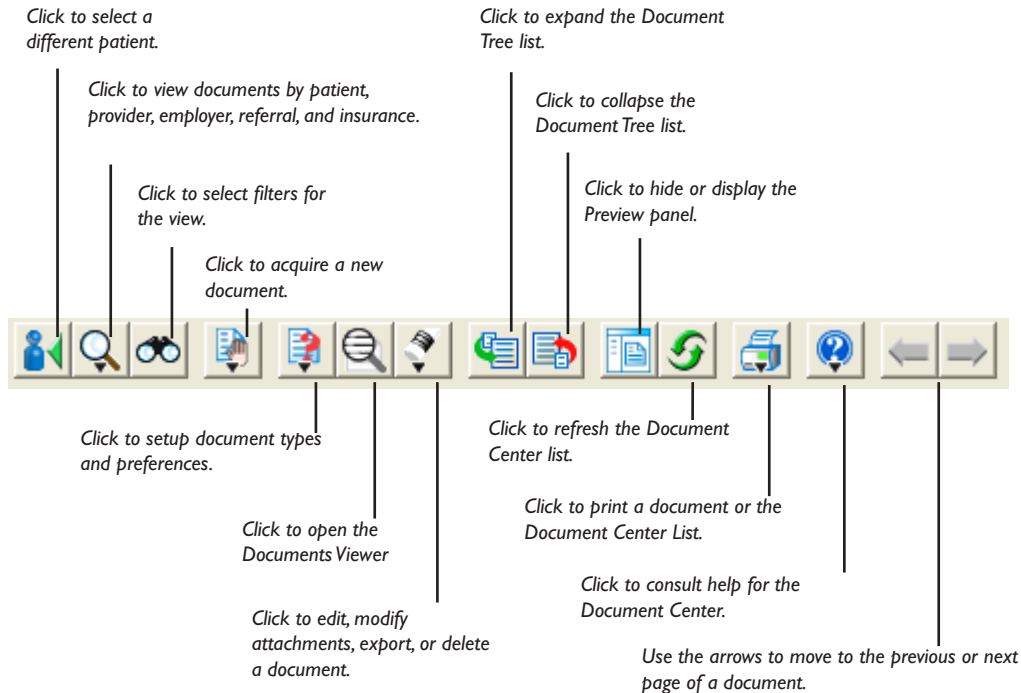 Click to select a
different patient.
Click to expand the Document
Tree list.
Click to view documents by patient,
provider, employer, referral, and insurance.
Click to collapse the
Document Tree list.
Click to select filters for
the view.
Click to hide or display the
Preview panel.
Click to acquire a new
document.
Click to setup document types
and preferences.
Click to refresh the Document
Center list.
Click to open the
Documents Viewer
Click to print a document or the
Document Center List.
Click to consult help for the
Document Center.
Click to edit, modify
attachments, export, or delete
a document.
Use the arrows to move to the previous or next
page of a document.